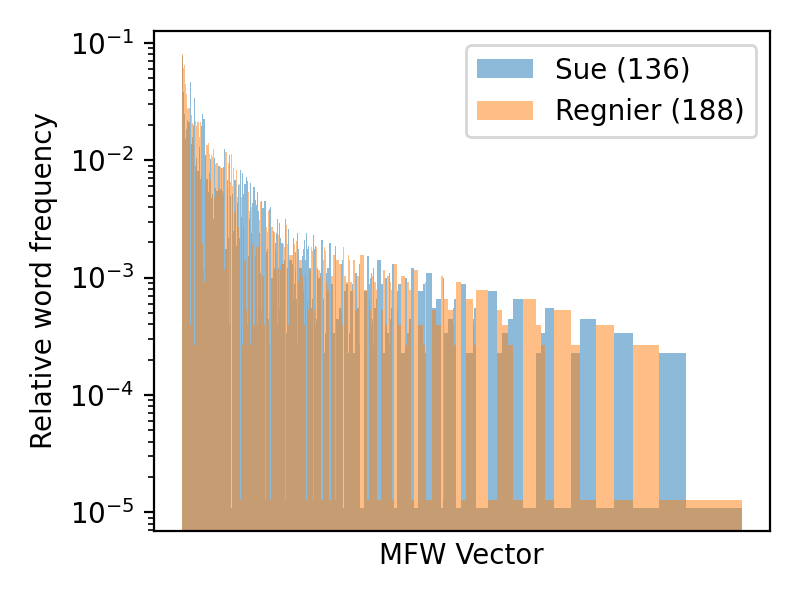 10⁻¹
10⁻²
10⁻³
10⁻⁴
10⁻⁵
Relative word frequency
MFW Vector
Sue (136)
Regnier (188)